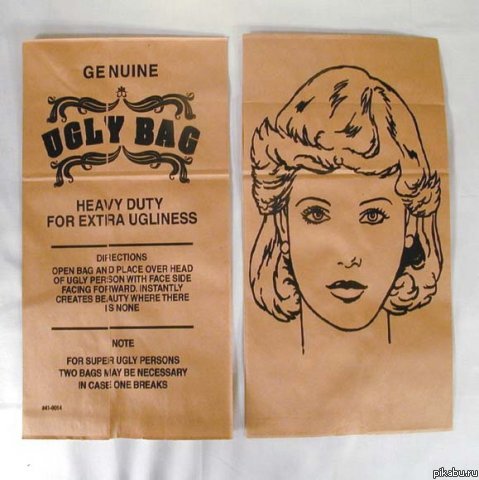 GENUINE
UGLY BAG
HEAVY DUTY
FOR EXTRA UGLINESS
DIRECTIONS
OPEN BAG AND PLACE OVER HEAD
OF UGLY PERSON WITH FACE SIDE
FACING FORWARD. INSTANTLY
CREATES BEAUTY WHERE THERE
IS NONE
NOTE
FOR SUPER UGLY PERSONS
TWO BAGS MAY BE NECESSARY
IN CASE ONE BREAKS
#41-0014
pikabu.ru